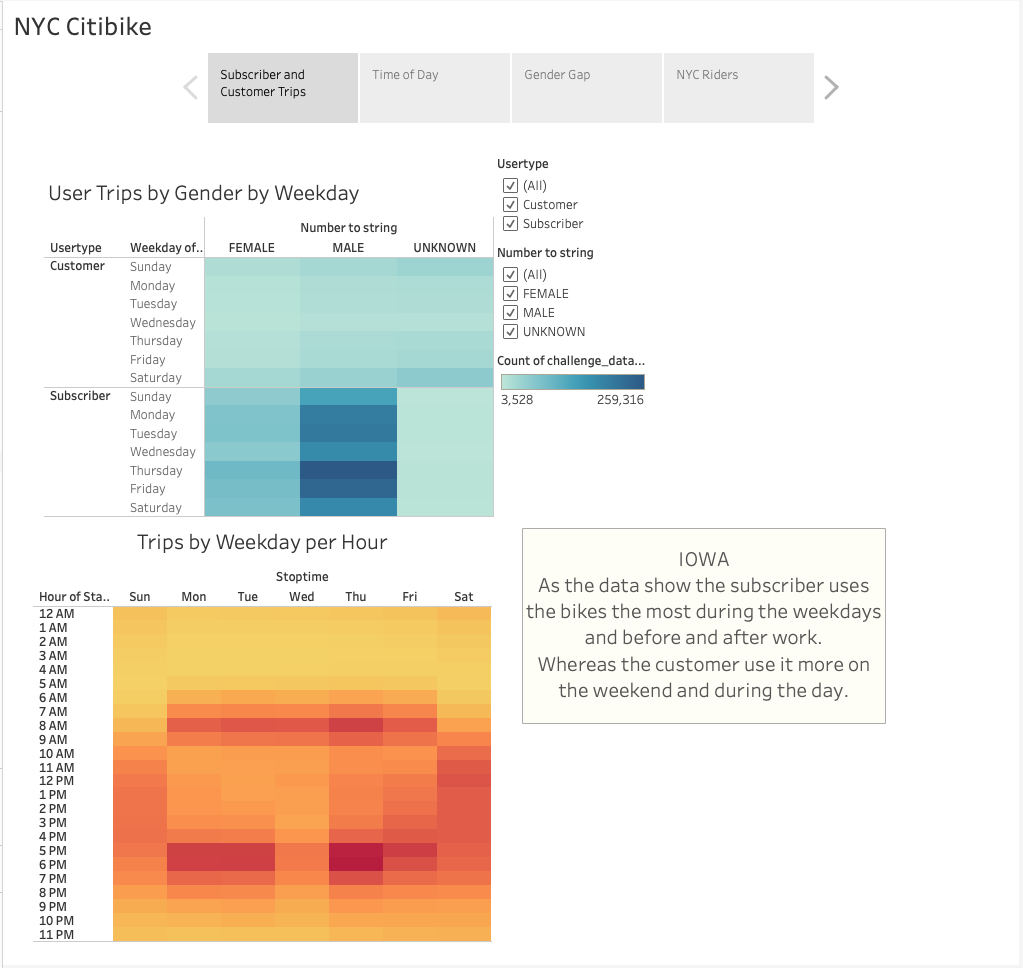 NYC Citibike
Subscriber and
Customer Trips
Time of Day
Gender Gap
NYC Riders
User Trips by Gender by Weekday
Number to string
Usertype Weekday of.. FEMALE MALE UNKNOWN
Customer Sunday
Monday
Tuesday
Wednesday
Thursday
Friday
Saturday
Subscriber Sunday
Monday
Tuesday
Wednesday
Thursday
Friday
Saturday
Usertype
(All)
Customer
Subscriber
Number to string
(All)
FEMALE
MALE
UNKNOWN
Count of challenge_data...
3,528 259,316
Trips by Weekday per Hour
Stoptime
Hour of Sta.. Sun Mon Tue Wed Thu Fri Sat
12 AM
1 AM
2 AM
3 AM
4 AM
5 AM
6 AM
7 AM
8 AM
9 AM
10 AM
11 AM
12 PM
1 PM
2 PM
3 PM
4 PM
5 PM
6 PM
7 PM
8 PM
9 PM
10 PM
11 PM
IOWA
As the data show the subscriber uses
the bikes the most during the weekdays
and before and after work.
Whereas the customer use it more on
the weekend and during the day.